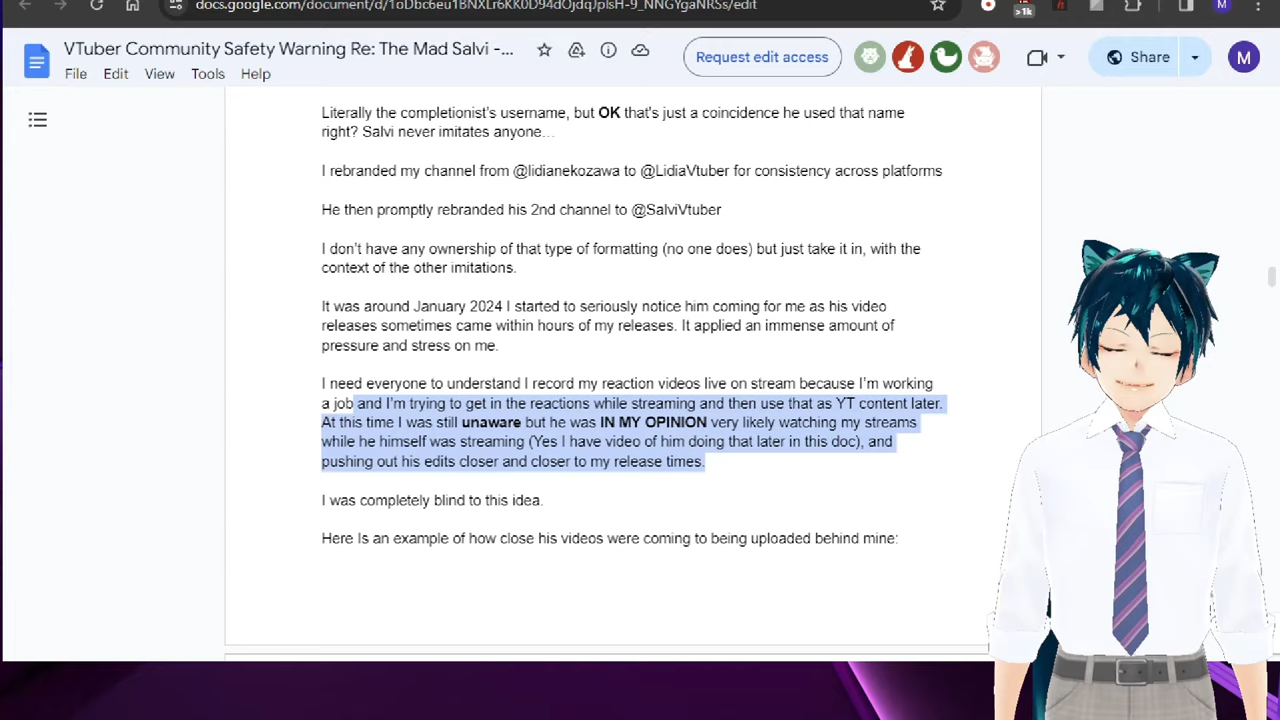 VTuber Community Safety Warning Re: The Mad Salvi -...
File Edit View Tools Help
Request edit access
Share
M
Literally the completionist's username, but OK that's just a coincidence he used that name
right? Salvi never imitates anyone…
I rebranded my channel from @lidianekozawa to @LidiaVtuber for consistency across platforms
He then promptly rebranded his 2nd channel to @SalviVtuber
I don't have any ownership of that type of formatting (no one does) but just take it in, with the
context of the other imitations.
It was around January 2024 I started to seriously notice him coming for me as his video
releases sometimes came within hours of my releases. It applied an immense amount of
pressure and stress on me.
I need everyone to understand I record my reaction videos live on stream because I'm working
a job and I'm trying to get in the reactions while streaming and then use that as YT content later.
At this time I was still unaware but he was IN MY OPINION very likely watching my streams
while he himself was streaming (Yes I have video of him doing that later in this doc), and
pushing out his edits closer and closer to my release times.
I was completely blind to this idea.
Here Is an example of how close his videos were coming to being uploaded behind mine: